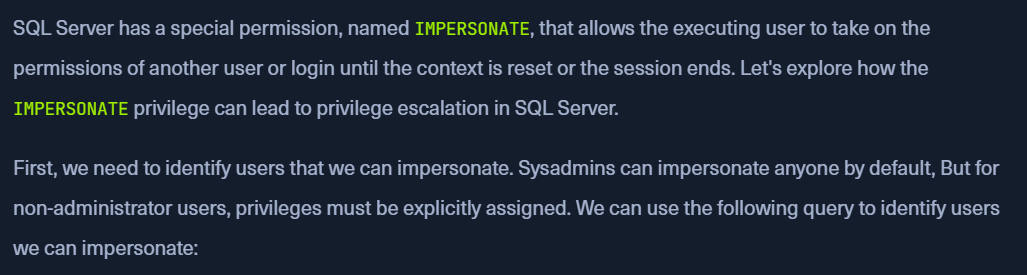 SQL Server has a special permission, named IMPERSONATE, that allows the executing user to take on the
permissions of another user or login until the context is reset or the session ends. Let's explore how the
IMPERSONATE privilege can lead to privilege escalation in SQL Server.
First, we need to identify users that we can impersonate. Sysadmins can impersonate anyone by default, But for
non-administrator users, privileges must be explicitly assigned. We can use the following query to identify users
we can impersonate: